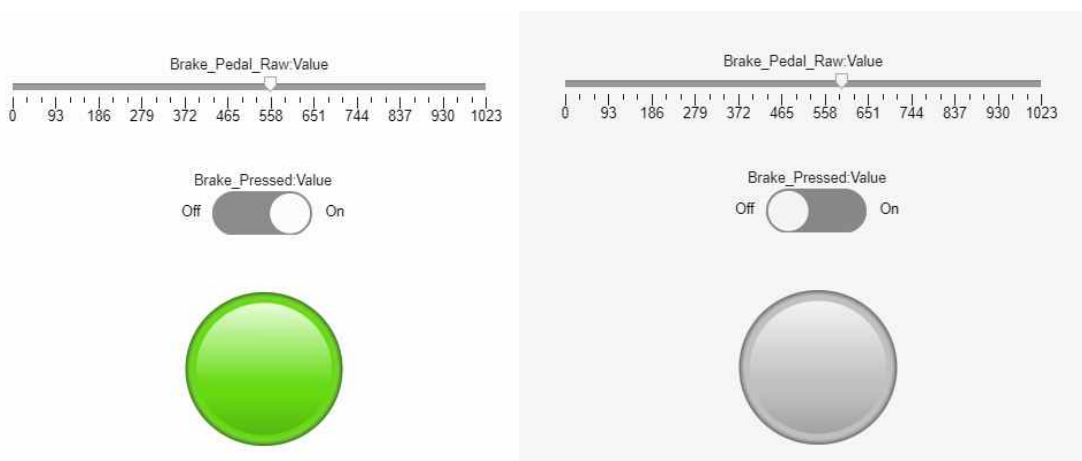 Brake_Pedal_Raw:Value
0 93 186 279 372 465 558 651 744 837 930 1023
Brake_Pressed:Value
Off On
Brake_Pedal_Raw:Value
0 93 186 279 372 465 558 651 744 837 930 1023
Brake_Pressed:Value
Off On